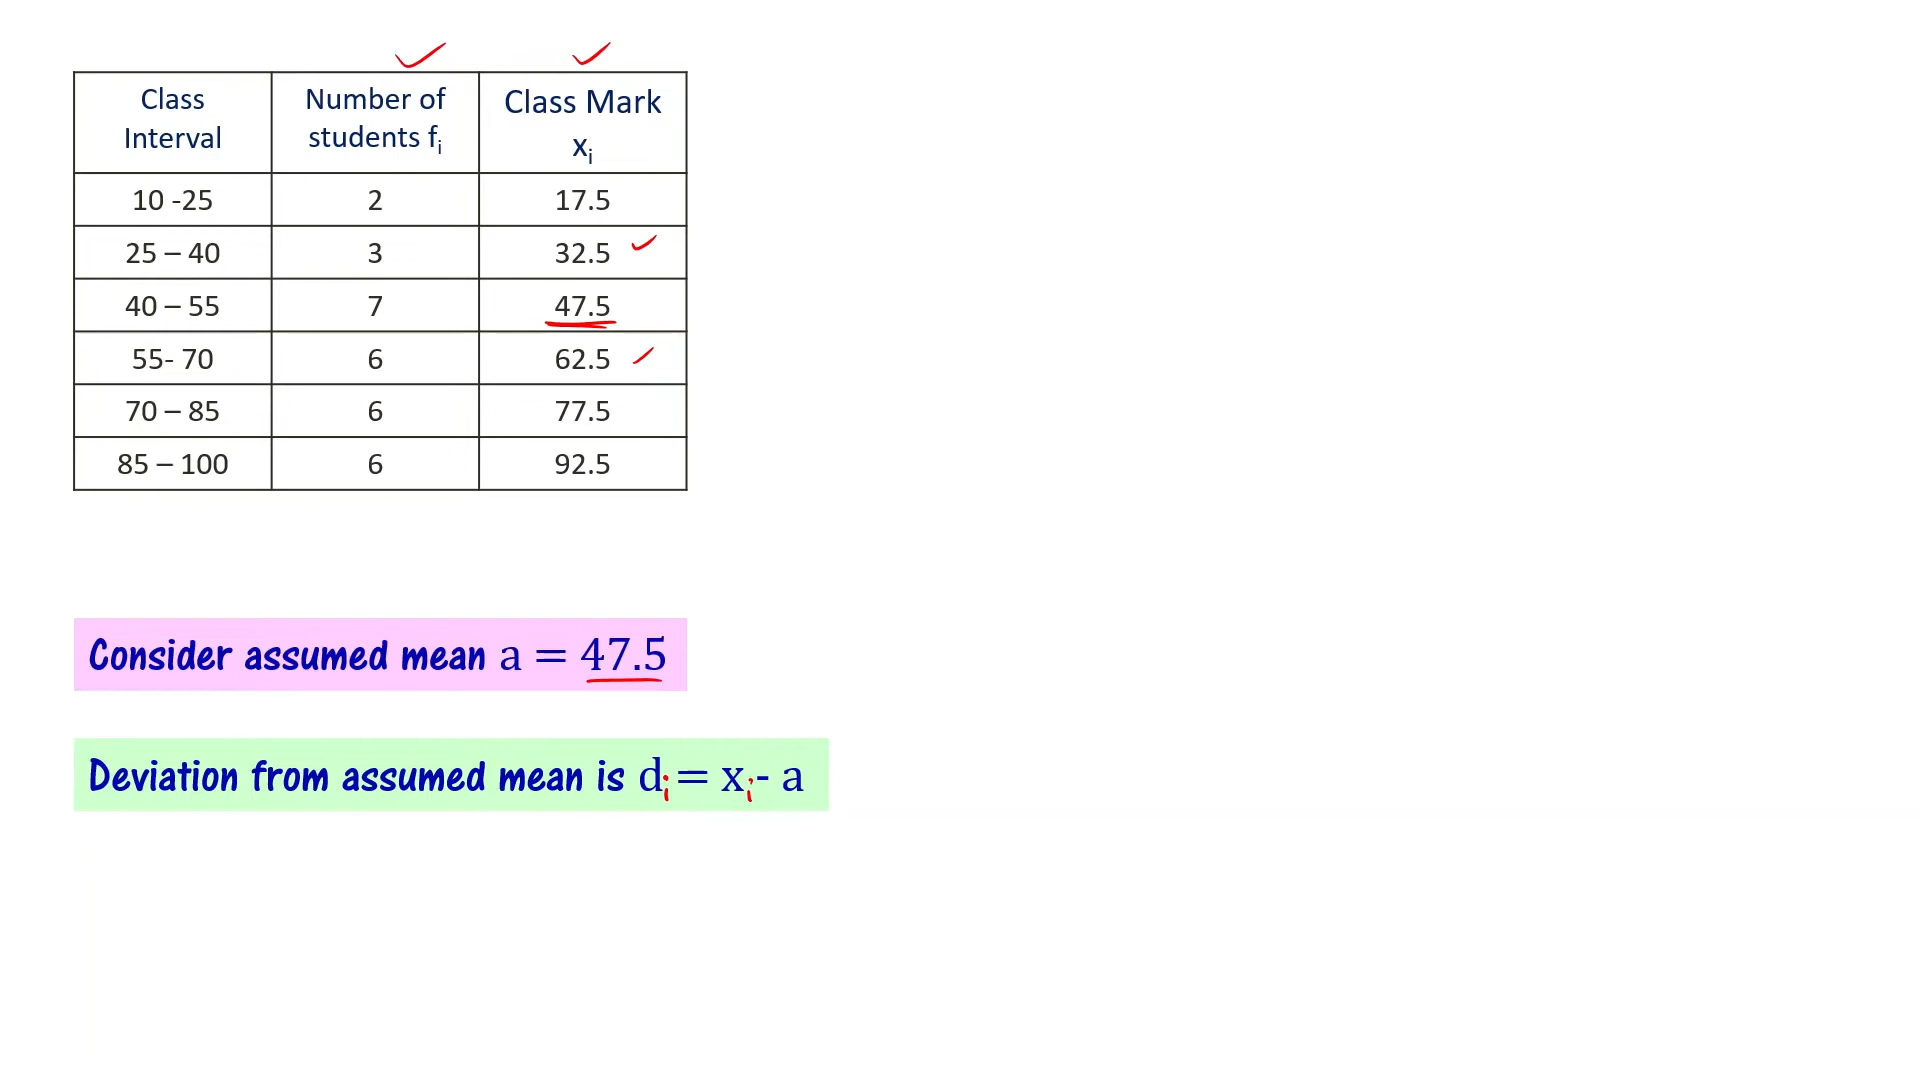 Class Interval | Number of students fᵢ | Class Mark xᵢ
10 -25 | 2 | 17.5
25 – 40 | 3 | 32.5
40 – 55 | 7 | 47.5
55- 70 | 6 | 62.5
70 – 85 | 6 | 77.5
85 – 100 | 6 | 92.5
Consider assumed mean a = 47.5
Deviation from assumed mean is dᵢ = xᵢ - a